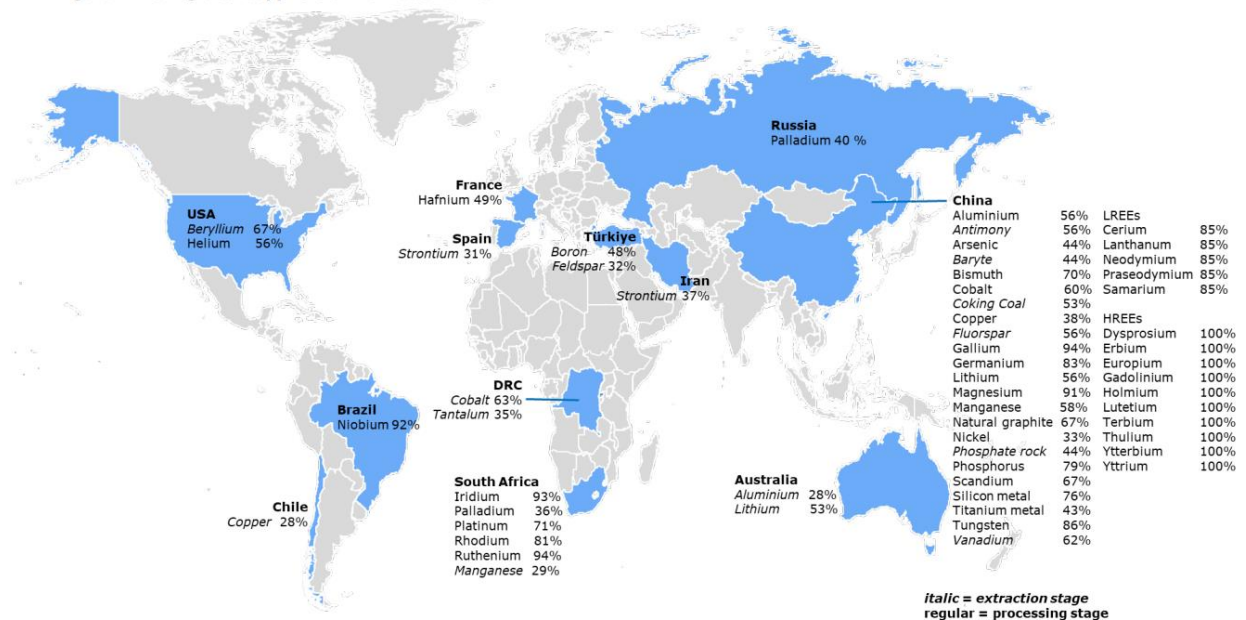 Russia
Palladium 40 %
France
Hafnium 49%
USA
Beryllium 67%
Helium 56%
Spain
Strontium 31%
Türkiye
Boron 48%
Feldspar 32%
Iran
Strontium 37%
China
Aluminium 56% LREEs
Antimony 56% Cerium 85%
Arsenic 44% Lanthanum 85%
Baryte 44% Neodymium 85%
Bismuth 70% Praseodymium 85%
Cobalt 60% Samarium 85%
Coking Coal 53%
Copper 38% HREEs
Fluorspar 56% Dysprosium 100%
Gallium 94% Erbium 100%
Germanium 83% Europium 100%
Lithium 56% Gadolinium 100%
Magnesium 91% Holmium 100%
Manganese 58% Lutetium 100%
Natural graphite 67% Terbium 100%
Nickel 33% Thulium 100%
Phosphate rock 44% Ytterbium 100%
Phosphorus 79% Yttrium 100%
Scandium 67%
Silicon metal 76%
Titanium metal 43%
Tungsten 86%
Vanadium 62%
DRC
Cobalt 63%
Tantalum 35%
Brazil
Niobium 92%
Chile
Copper 28%
South Africa
Iridium 93%
Palladium 36%
Platinum 71%
Rhodium 81%
Ruthenium 94%
Manganese 29%
Australia
Aluminium 28%
Lithium 53%
italic = extraction stage
regular = processing stage